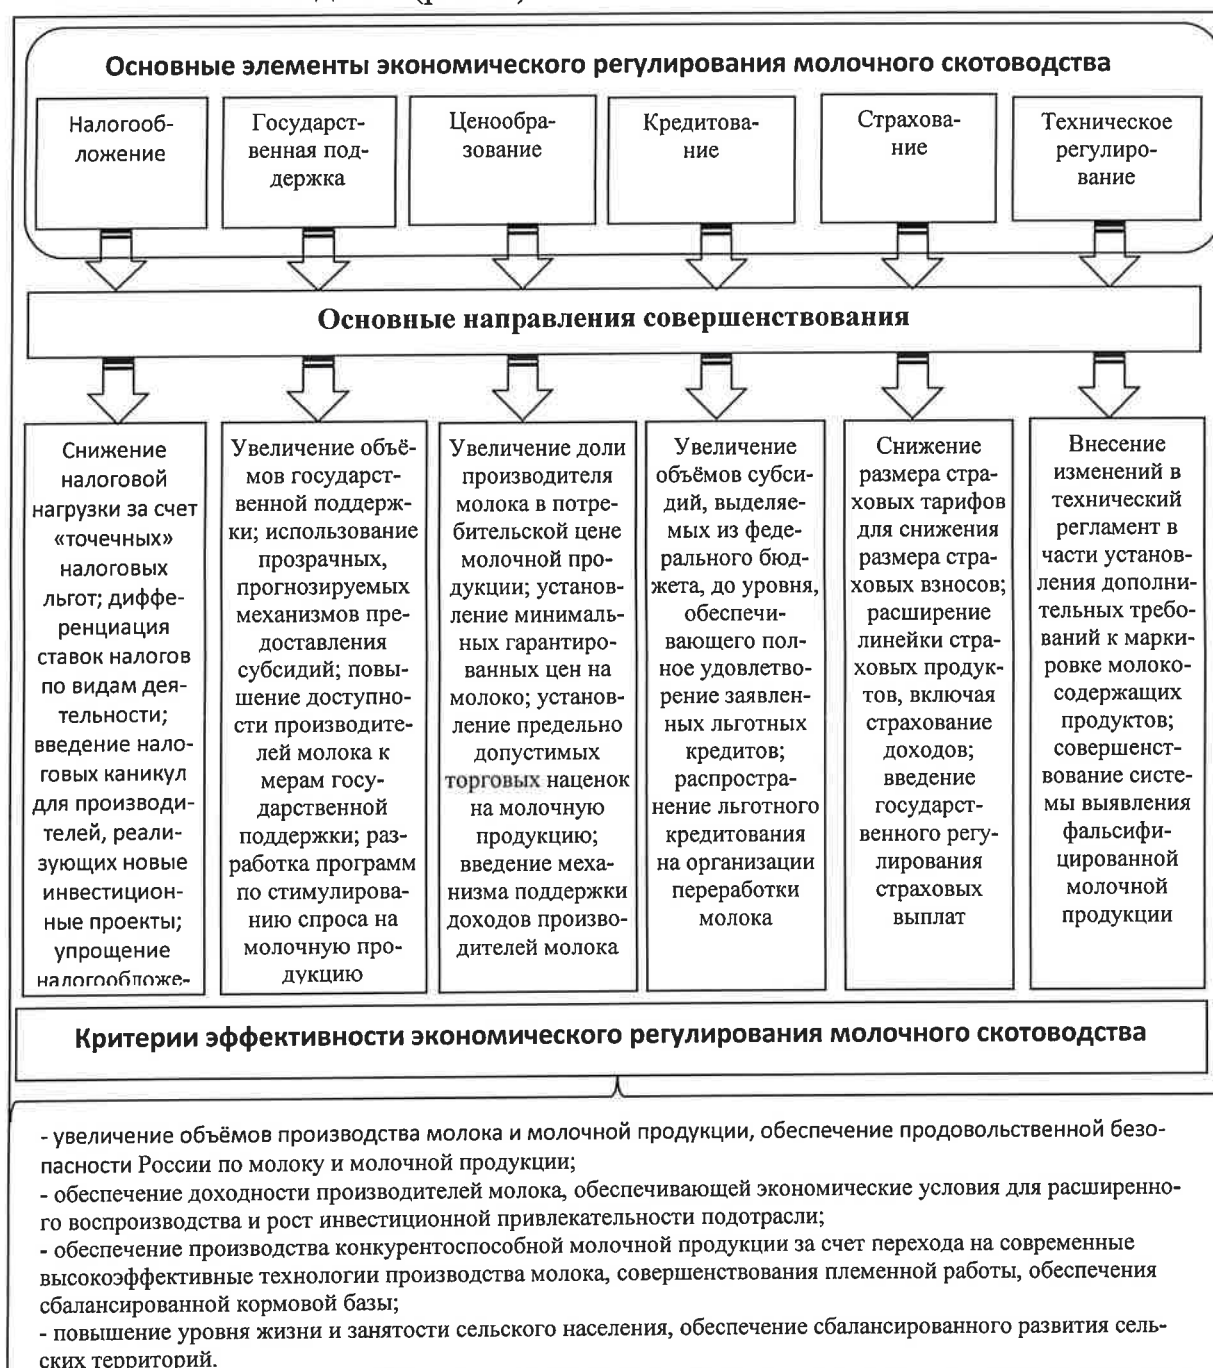 Основные элементы экономического регулирования молочного скотоводства
Налогооб-
ложение
Государст-
венная под-
держка
Ценообра-
зование
Кредитова-
ние
Страхова-
ние
Техническое
регулиро-
вание
Основные направления совершенствования
Снижение
налоговой
нагрузки за счет
«точечных»
налоговых
льгот; диффе-
ренциация
ставок налогов
по видам дея-
тельности;
введение нало-
говых каникул
для производи-
телей, реали-
зующих новые
инвестицион-
ные проекты;
упрощение
налогообложе-
Увеличение объё-
мов государст-
венной поддерж-
ки; использование
прозрачных,
прогнозируемых
механизмов пре-
доставления
субсидий; повы-
шение доступно-
сти производите-
лей молока к
мерам госу-
дарственной
поддержки; раз-
работка программ
по стимулирова-
нию спроса на
молочную про-
дукцию
Увеличение доли
производителя
молока в потре-
бительской цене
молочной про-
дукции; установ-
ление минималь-
ных гарантиро-
ванных цен на
молоко; установ-
ление предельно
допустимых
торговых наценок
на молочную
продукцию;
введение меха-
низма поддержки
доходов произво-
дителей молока
Увеличение
объёмов субси-
дий, выделяе-
мых из феде-
рального бюд-
жета, до уровня,
обеспечи-
вающего пол-
ное удовлетво-
рение заявлен-
ных льготных
кредитов;
распростра-
нение льготного
кредитования
на организации
переработки
молока
Снижение
размера стра-
ховых тарифов
для снижения
размера стра-
ховых взносов;
расширение
линейки стра-
ховых продук-
тов, включая
страхование
доходов;
введение
государст-
венного регу-
лирования
страховых
выплат
Внесение
изменений в
технический
регламент в
части установ-
ления дополни-
тельных требо-
ваний к марки-
ровке молоко-
содержащих
продуктов;
совершенст-
вование систе-
мы выявления
фальсифи-
цированной
молочной
продукции
Критерии эффективности экономического регулирования молочного скотоводства
- увеличение объёмов производства молока и молочной продукции, обеспечение продовольственной безо-
пасности России по молоку и молочной продукции;
- обеспечение доходности производителей молока, обеспечивающей экономические условия для расширенно-
го воспроизводства и рост инвестиционной привлекательности подотрасли;
- обеспечение производства конкурентоспособной молочной продукции за счет перехода на современные
высокоэффективные технологии производства молока, совершенствования племенной работы, обеспечения
сбалансированной кормовой базы;
- повышение уровня жизни и занятости сельского населения, обеспечение сбалансированного развития сель-
ских территорий.